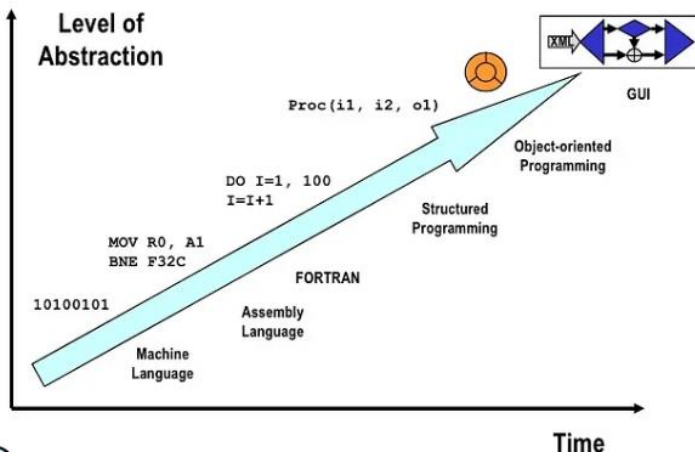 Level of
Abstraction
XML
GUI
Proc(i1, i2, o1)
Object-oriented
Programming
DO I=1, 100
I=I+1
Structured
Programming
MOV R0, A1
BNE F32C
FORTRAN
10100101
Assembly
Language
Machine
Language
Time